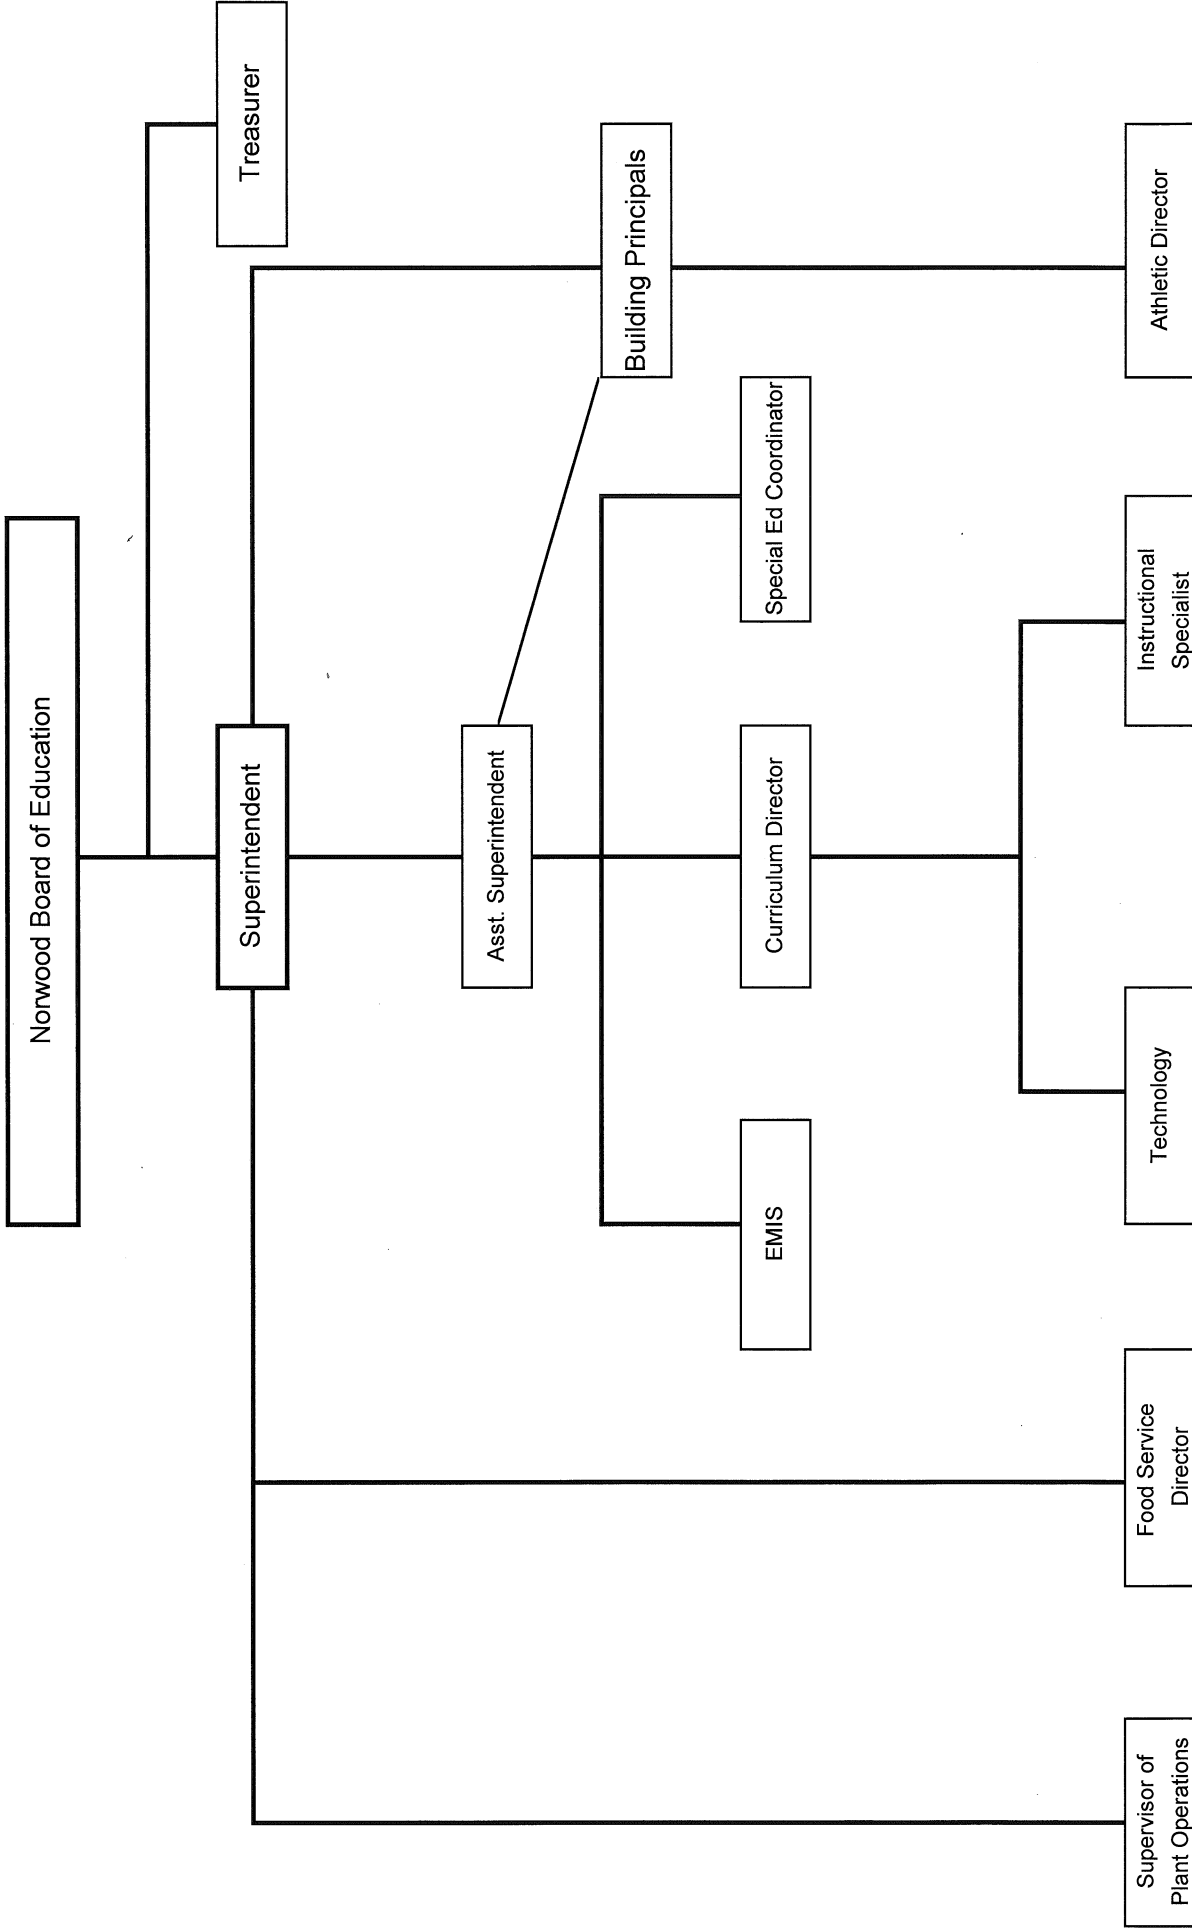 Norwood Board of Education
Superintendent
Treasurer
Asst. Superintendent
Building Principals
EMIS
Curriculum Director
Special Ed Coordinator
Supervisor of
Plant Operations
Food Service
Director
Technology
Instructional
Specialist
Athletic Director